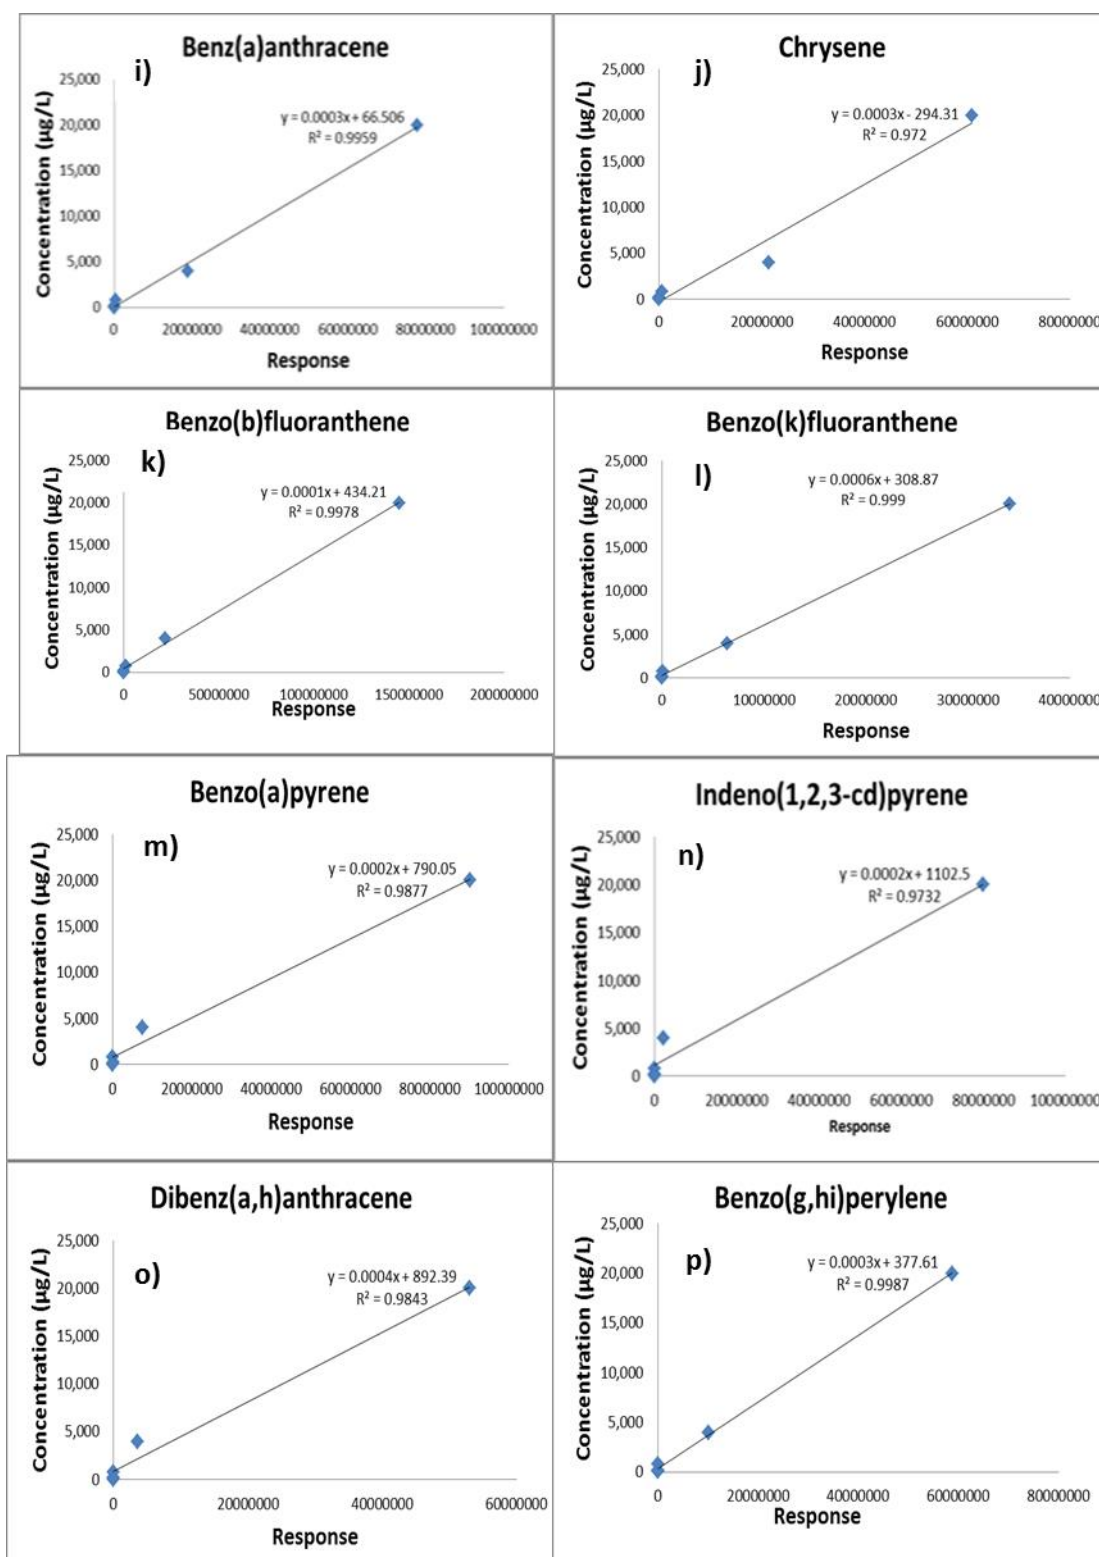 Benz(a)anthracene
i)
Concentration (µg/L)
25,000
20,000
15,000
10,000
5,000
0
y = 0.0003x + 66.506
R² = 0.9959
0 20000000 40000000 60000000 80000000 100000000
Response
Chrysene
j)
Concentration (µg/L)
25,000
20,000
15,000
10,000
5,000
0
y = 0.0003x - 294.31
R² = 0.972
0 20000000 40000000 60000000 80000000
Response
Benzo(b)fluoranthene
k)
Concentration (µg/L)
25,000
20,000
15,000
10,000
5,000
0
y = 0.0001x + 434.21
R² = 0.9978
0 50000000 100000000 150000000 200000000
Response
Benzo(k)fluoranthene
l)
Concentration (µg/L)
25,000
20,000
15,000
10,000
5,000
0
y = 0.0006x + 308.87
R² = 0.999
0 10000000 20000000 30000000 40000000
Response
Benzo(a)pyrene
m)
Concentration (µg/L)
25,000
20,000
15,000
10,000
5,000
0
y = 0.0002x + 790.05
R² = 0.9877
0 20000000 40000000 60000000 80000000 100000000
Response
Indeno(1,2,3-cd)pyrene
n)
Concentration (µg/L)
25,000
20,000
15,000
10,000
5,000
0
y = 0.0002x + 1102.5
R² = 0.9732
0 20000000 40000000 60000000 80000000 100000000
Response
Dibenz(a,h)anthracene
o)
Concentration (µg/L)
25,000
20,000
15,000
10,000
5,000
0
y = 0.0004x + 892.39
R² = 0.9843
0 20000000 40000000 60000000
Response
Benzo(g,hi)perylene
p)
Concentration (µg/L)
25,000
20,000
15,000
10,000
5,000
0
y = 0.0003x + 377.61
R² = 0.9987
0 20000000 40000000 60000000 80000000
Response